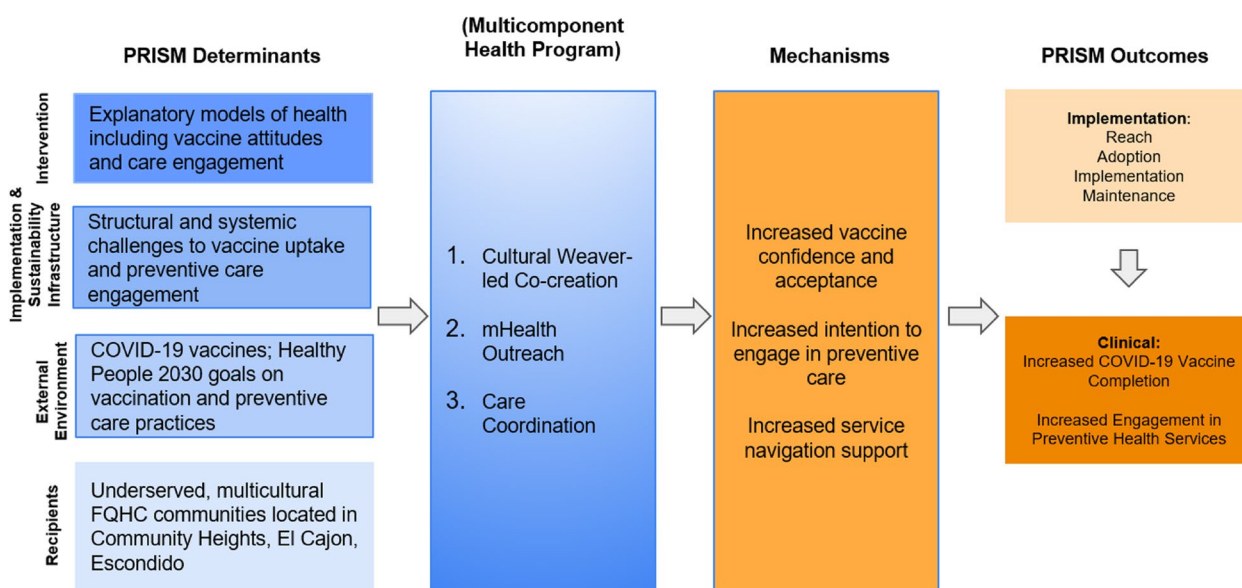 (Multicomponent
Health Program)
PRISM Determinants
Mechanisms
PRISM Outcomes
Intervention
Explanatory models of health
including vaccine attitudes
and care engagement
Implementation &
Sustainability
Infrastructure
Structural and systemic
challenges to vaccine uptake
and preventive care
engagement
External
Environment
COVID-19 vaccines; Healthy
People 2030 goals on
vaccination and preventive
care practices
Recipients
Underserved, multicultural
FQHC communities located in
Community Heights, El Cajon,
Escondido
1. Cultural Weaver-
led Co-creation
2. mHealth
Outreach
3. Care
Coordination
Increased vaccine
confidence and
acceptance
Increased intention to
engage in preventive
care
Increased service
navigation support
Implementation:
Reach
Adoption
Implementation
Maintenance
Clinical:
Increased COVID-19 Vaccine
Completion
Increased Engagement in
Preventive Health Services